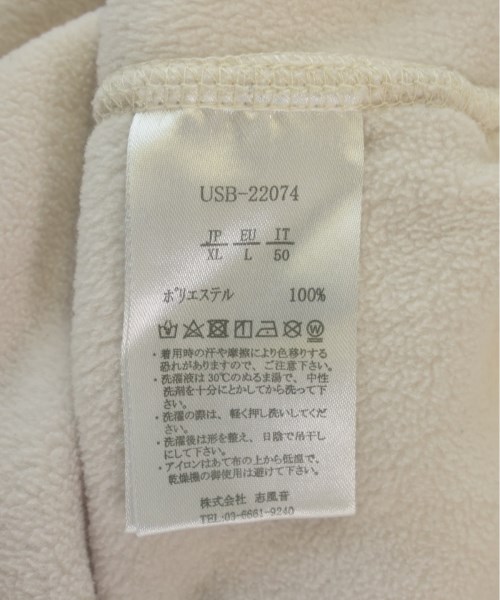 USB-22074
JP EU IT
XL L 50
ポリエステル 100%
・着用時の汗や摩擦により色移りする
恐れがありますので、ご注意下さい。
・洗濯液は30℃のぬるま湯で、中性
洗剤を十分にとかしてから洗って下
さい。
・洗濯の際は、軽く押し洗いしてくだ
さい。
・洗濯後は形を整え、日陰で吊干し
にして下さい。
・アイロンはあて布の上から低温で、
乾燥機の御使用は避けて下さい。
株式会社 志風音
TEL:03-6661-9240